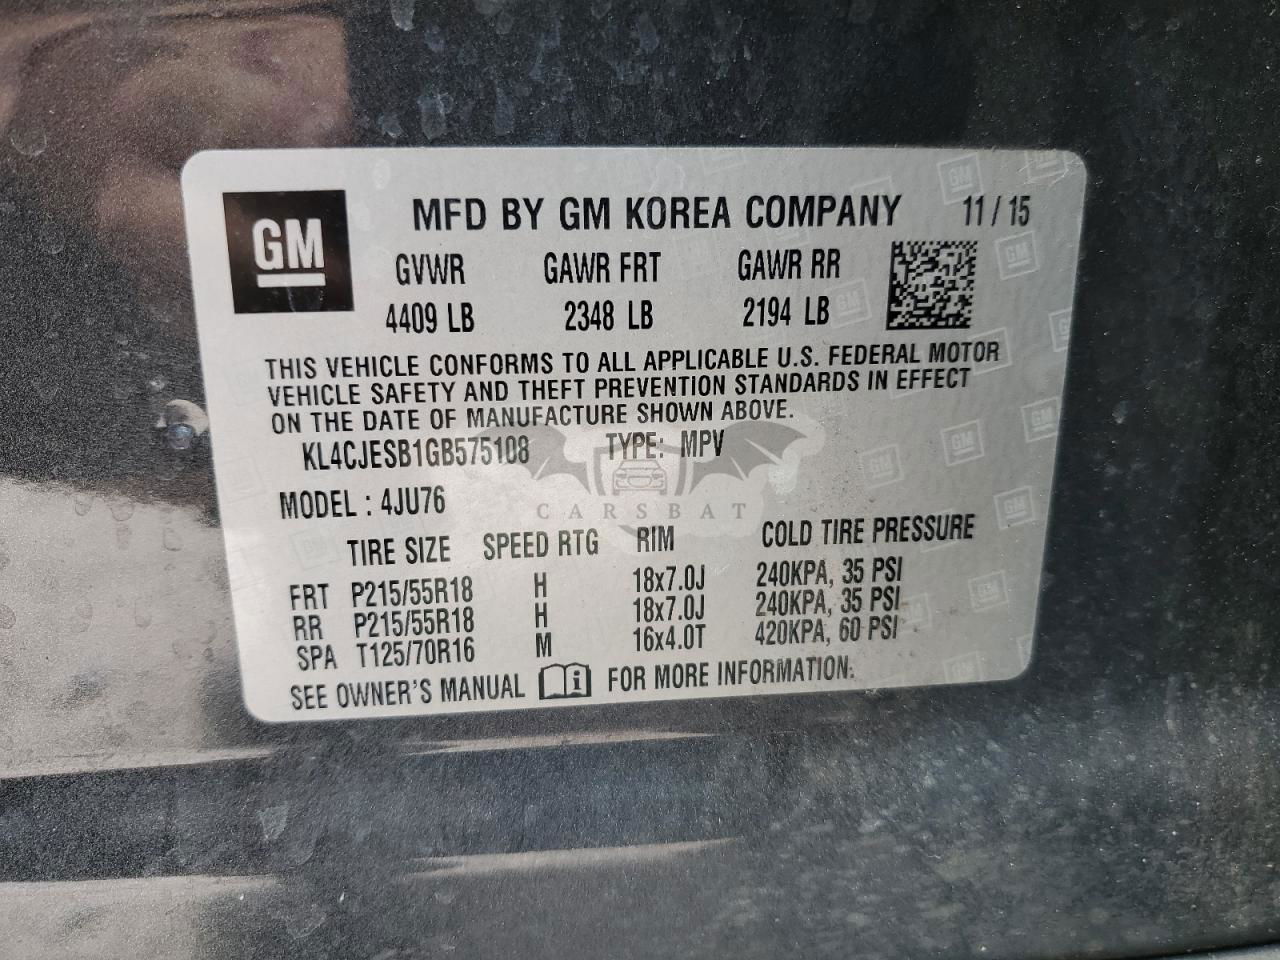 GM MFD BY GM KOREA COMPANY 11 / 15
GVWR GAWR FRT GAWR RR
4409 LB 2348 LB 2194 LB
THIS VEHICLE CONFORMS TO ALL APPLICABLE U.S. FEDERAL MOTOR
VEHICLE SAFETY AND THEFT PREVENTION STANDARDS IN EFFECT
ON THE DATE OF MANUFACTURE SHOWN ABOVE.
KL4CJESB1GB575108 TYPE: MPV
CARSBAT
MODEL : 4JU76
TIRE SIZE SPEED RTG RIM COLD TIRE PRESSURE
FRT P215/55R18 H 18x7.0J 240KPA, 35 PSI
RR P215/55R18 H 18x7.0J 240KPA, 35 PSI
SPA T125/70R16 M 16x4.0T 420KPA, 60 PSI
SEE OWNER'S MANUAL i FOR MORE INFORMATION.